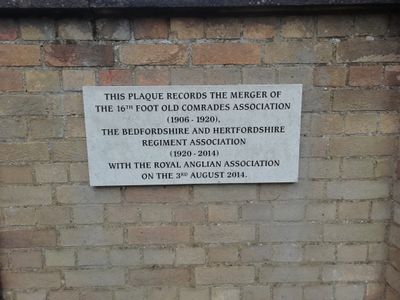 THIS PLAQUE RECORDS THE MERGER OF
THE 16TH FOOT OLD COMRADES ASSOCIATION
(1906 - 1920),
THE BEDFORDSHIRE AND HERTFORDSHIRE
REGIMENT ASSOCIATION
(1920 - 2014)
WITH THE ROYAL ANGLIAN ASSOCIATION
ON THE 3RD AUGUST 2014.